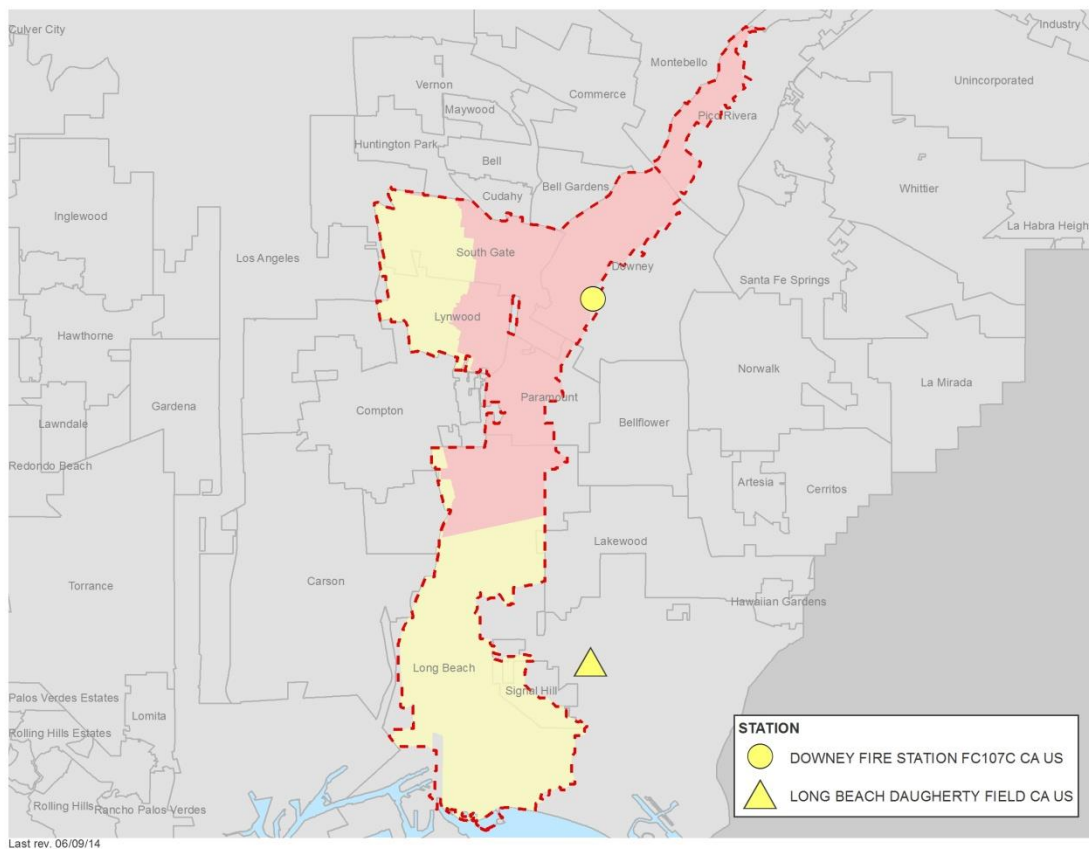 Culver City
Industry
Montebello
Unincorporated
Vernon
Commerce
Maywood
Pico Rivera
Huntington Park
Bell
Bell Gardens
Whittier
Cudahy
Inglewood
La Habra Heigh
South Gate
Los Angeles
Downey
Santa Fe Springs
Lynwood
Hawthorne
Norwalk
La Mirada
Paramount
Gardena
Compton
Bellflower
Lawndale
Redondo Beach
Artesia
Cerritos
Lakewood
Torrance
Carson
Hawaiian Gardens
Long Beach
Signal Hill
Palos Verdes Estates
Lomita
Rolling Hills Estates
STATION
DOWNEY FIRE STATION FC107C CA US
LONG BEACH DAUGHERTY FIELD CA US
Rolling Hills
Rancho Palos Verdes
Last rev. 06/09/14